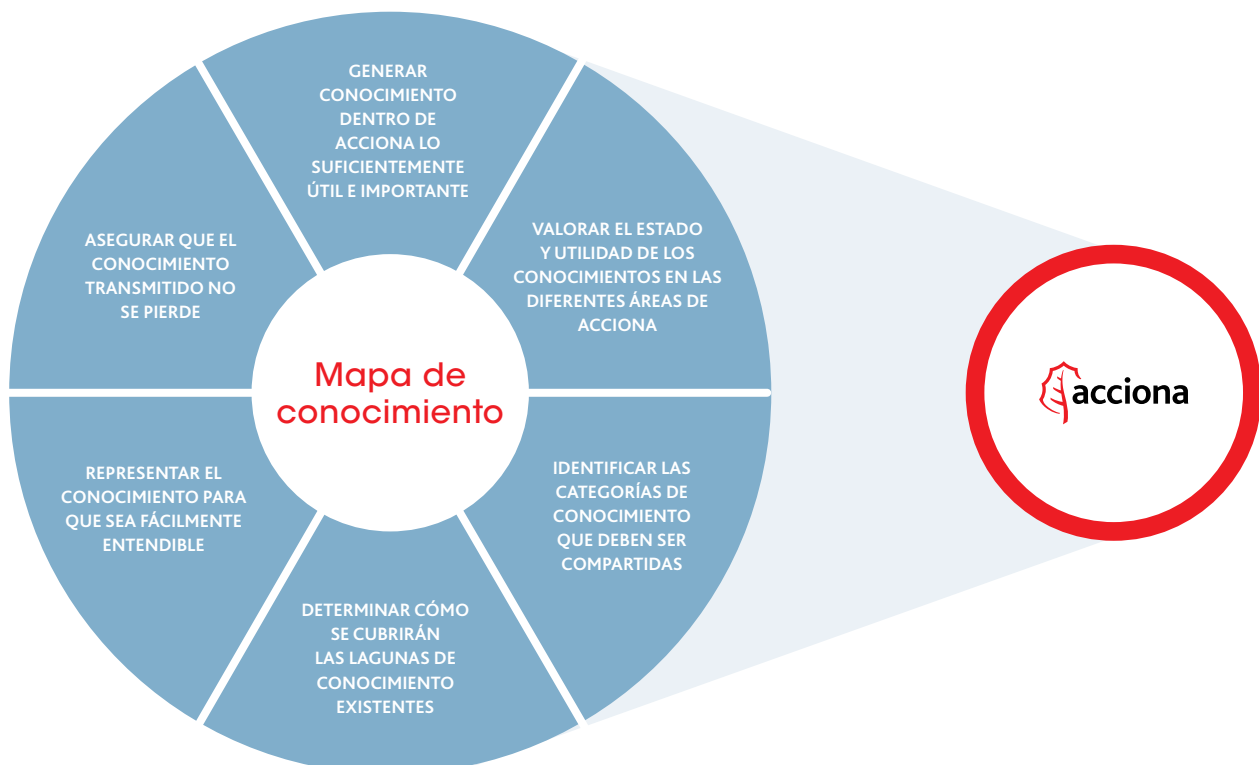 GENERAR
CONOCIMIENTO
DENTRO DE
ACCIONA LO
SUFICIENTEMENTE
ÚTIL E IMPORTANTE
VALORAR EL ESTADO
Y UTILIDAD DE LOS
CONOCIMIENTOS EN LAS
DIFERENTES ÁREAS DE
ACCIONA
IDENTIFICAR LAS
CATEGORÍAS DE
CONOCIMIENTO
QUE DEBEN SER
COMPARTIDAS
DETERMINAR CÓMO
SE CUBRIRÁN
LAS LAGUNAS DE
CONOCIMIENTO
EXISTENTES
REPRESENTAR EL
CONOCIMIENTO PARA
QUE SEA FÁCILMENTE
ENTENDIBLE
ASEGURAR QUE EL
CONOCIMIENTO
TRANSMITIDO NO
SE PIERDE
Mapa de
conocimiento
acciona